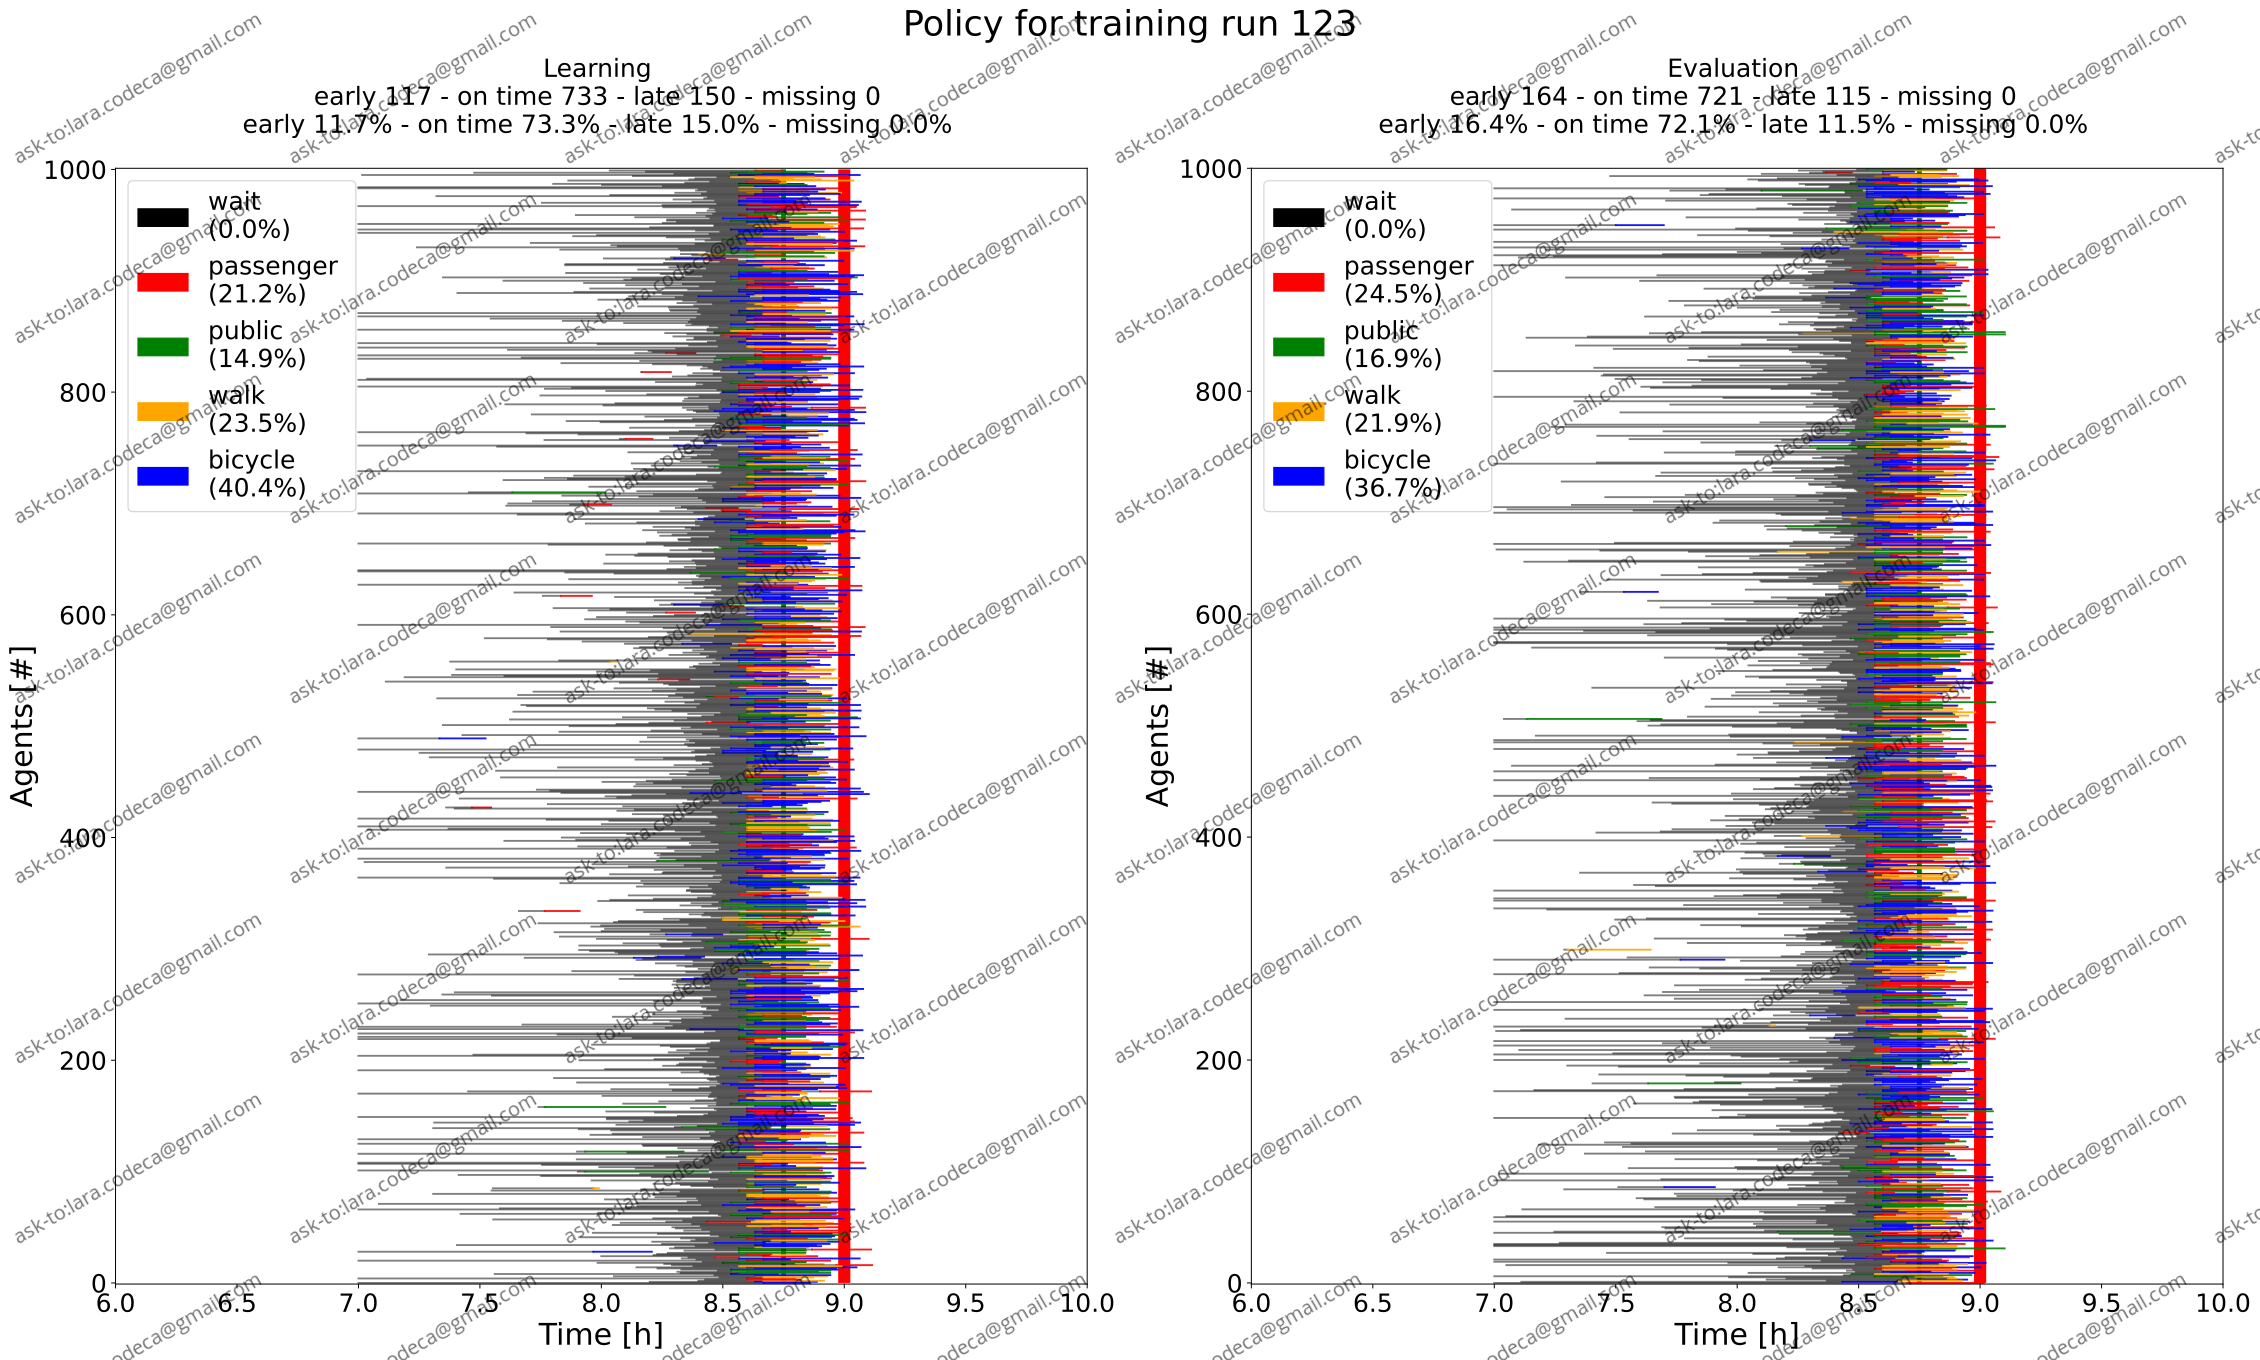 Policy for training run 123
Learning
early 117 - on time 733 - late 150 - missing 0
early 11.7% - on time 73.3% - late 15.0% - missing 0.0%
1000
800
600
400
200
0
Agents [#]
wait
(0.0%)
passenger
(21.2%)
public
(14.9%)
walk
(23.5%)
bicycle
(40.4%)
6.0 6.5 7.0 7.5 8.0 8.5 9.0 9.5 10.0
Time [h]
Evaluation
early 164 - on time 721 - late 115 - missing 0
early 16.4% - on time 72.1% - late 11.5% - missing 0.0%
1000
800
600
400
200
0
Agents [#]
wait
(0.0%)
passenger
(24.5%)
public
(16.9%)
walk
(21.9%)
bicycle
(36.7%)
6.0 6.5 7.0 7.5 8.0 8.5 9.0 9.5 10.0
Time [h]
ask-to:lara.codeca@gmail.com